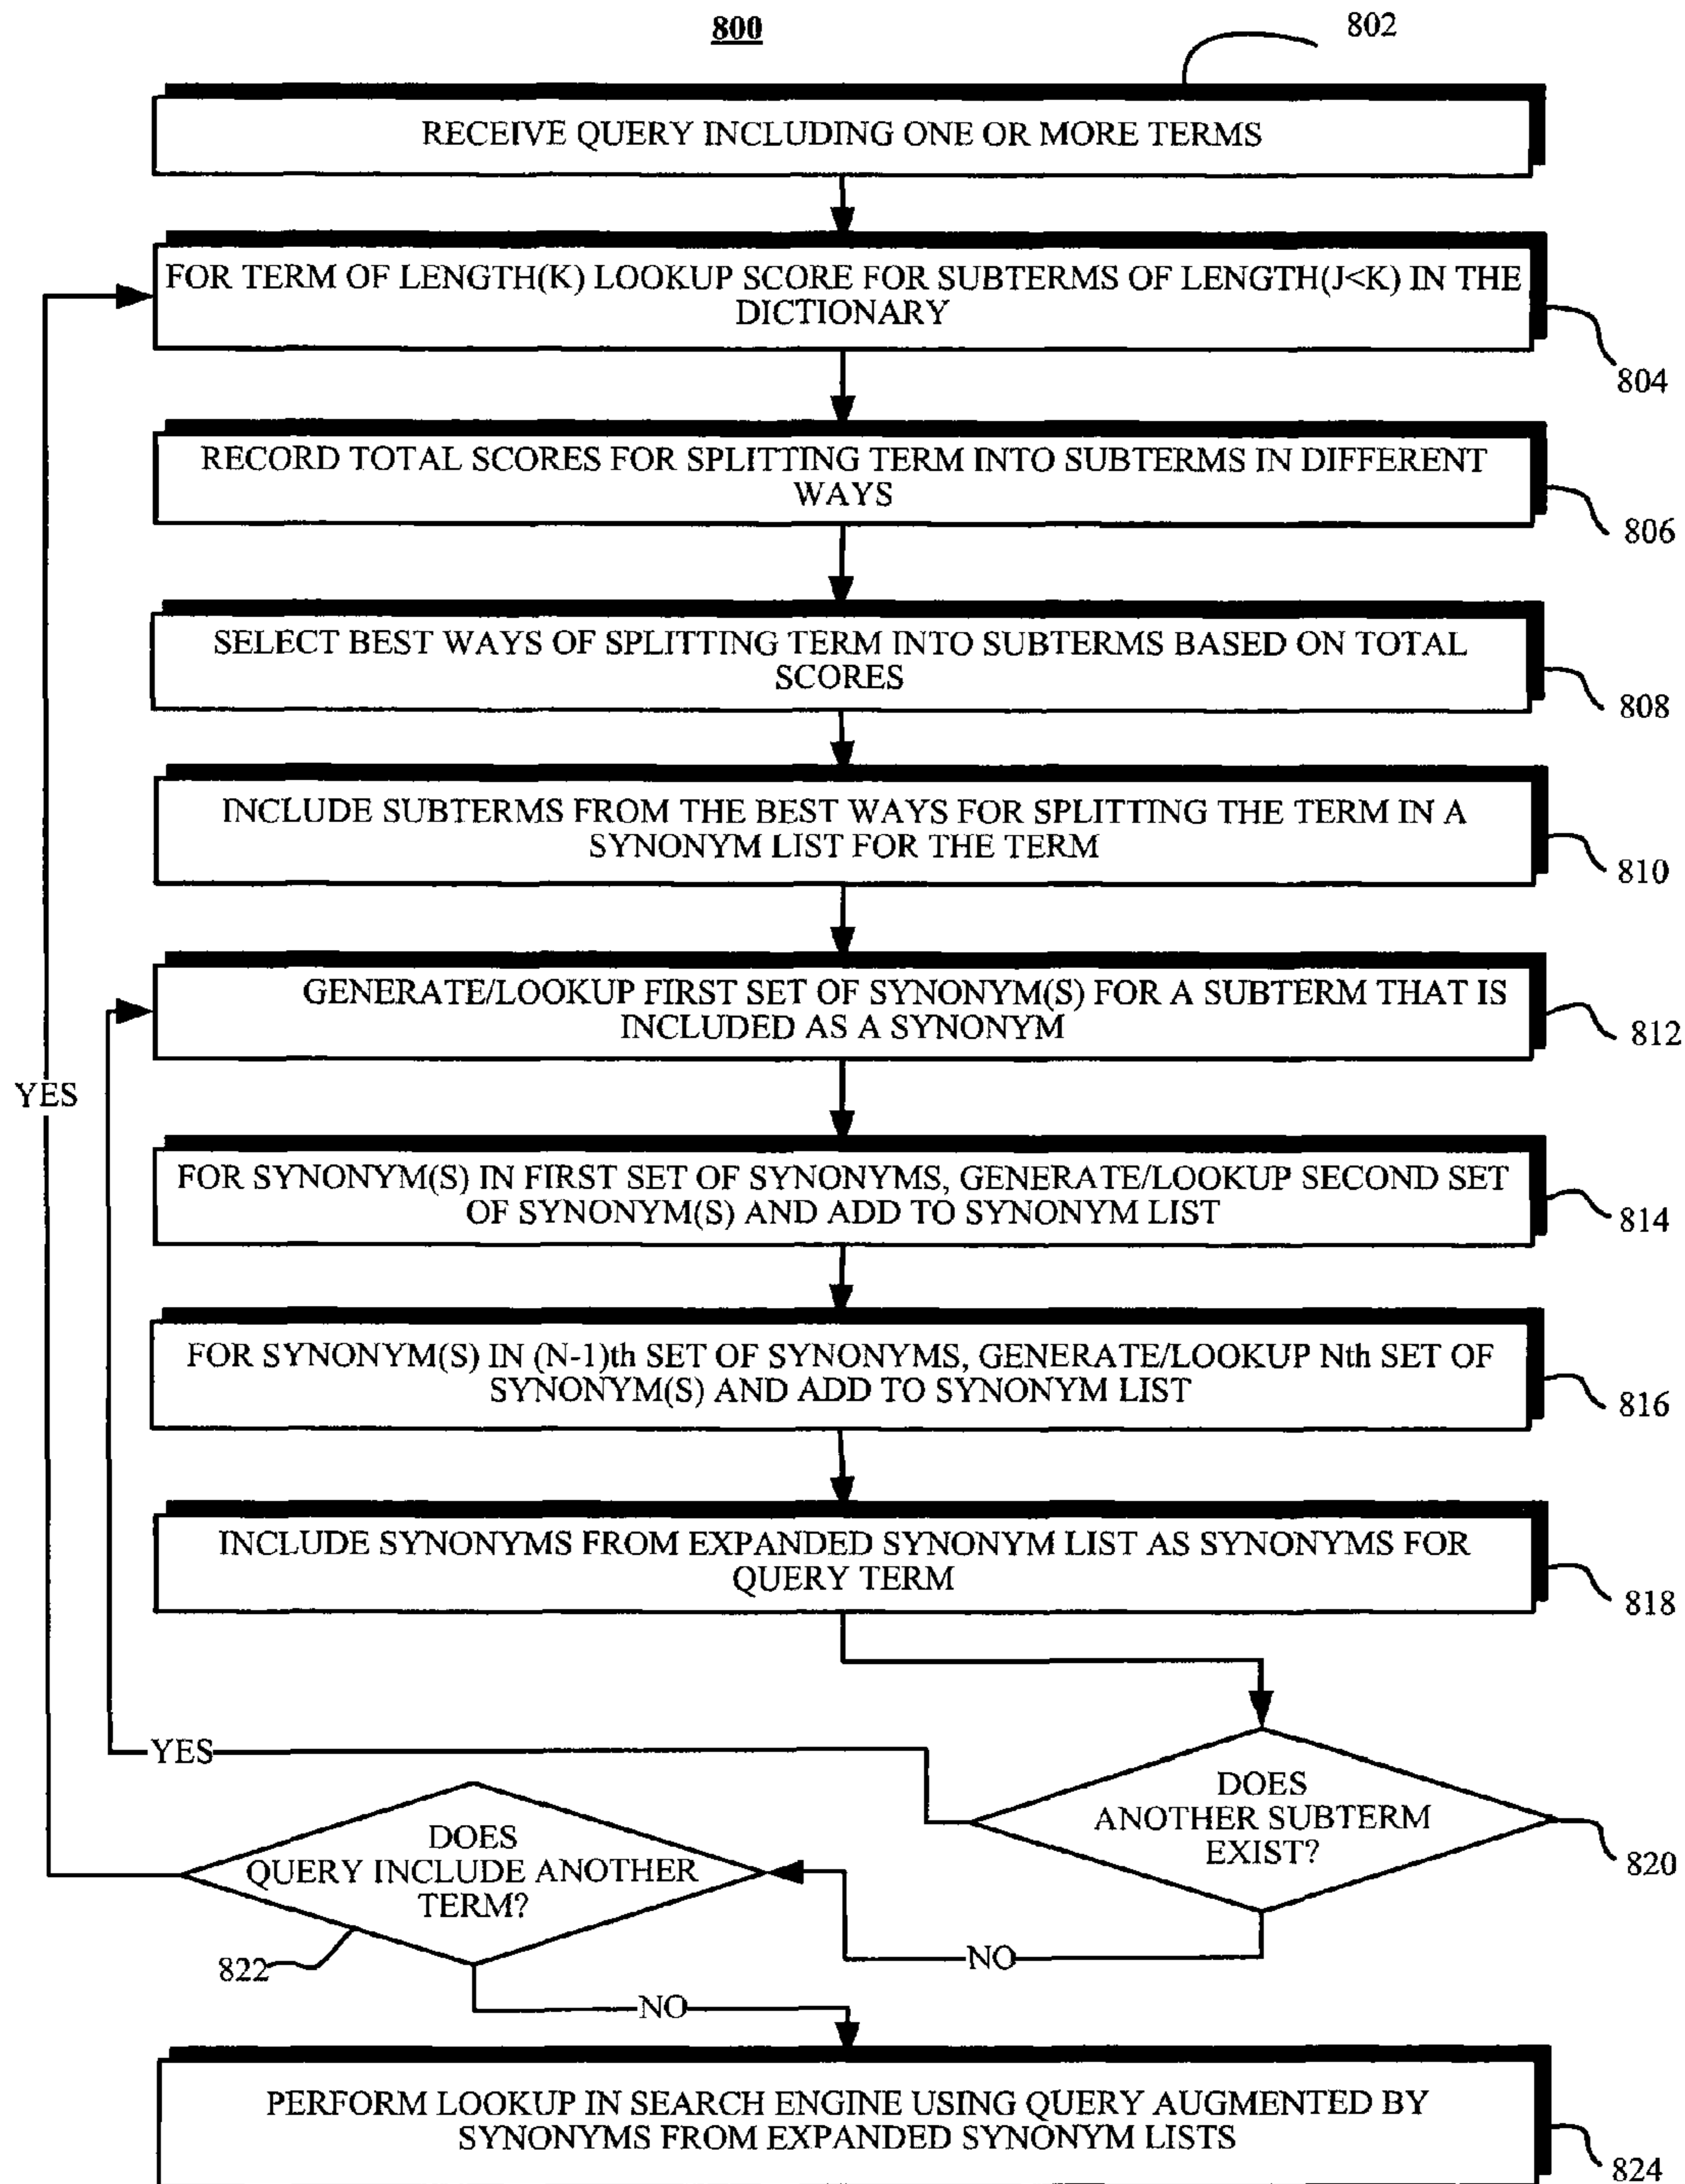 800
802
RECEIVE QUERY INCLUDING ONE OR MORE TERMS
FOR TERM OF LENGTH(K) LOOKUP SCORE FOR SUBTERMS OF LENGTH(J<K) IN THE
DICTIONARY
804
RECORD TOTAL SCORES FOR SPLITTING TERM INTO SUBTERMS IN DIFFERENT
WAYS
806
SELECT BEST WAYS OF SPLITTING TERM INTO SUBTERMS BASED ON TOTAL
SCORES
808
INCLUDE SUBTERMS FROM THE BEST WAYS FOR SPLITTING THE TERM IN A
SYNONYM LIST FOR THE TERM
810
GENERATE/LOOKUP FIRST SET OF SYNONYM(S) FOR A SUBTERM THAT IS
INCLUDED AS A SYNONYM
812
YES
FOR SYNONYM(S) IN FIRST SET OF SYNONYMS, GENERATE/LOOKUP SECOND SET
OF SYNONYM(S) AND ADD TO SYNONYM LIST
814
FOR SYNONYM(S) IN (N-1)th SET OF SYNONYMS, GENERATE/LOOKUP Nth SET OF
SYNONYM(S) AND ADD TO SYNONYM LIST
816
INCLUDE SYNONYMS FROM EXPANDED SYNONYM LIST AS SYNONYMS FOR
QUERY TERM
818
YES
DOES
ANOTHER SUBTERM
EXIST?
820
DOES
QUERY INCLUDE ANOTHER
TERM?
822
NO
NO
PERFORM LOOKUP IN SEARCH ENGINE USING QUERY AUGMENTED BY
SYNONYMS FROM EXPANDED SYNONYM LISTS
824